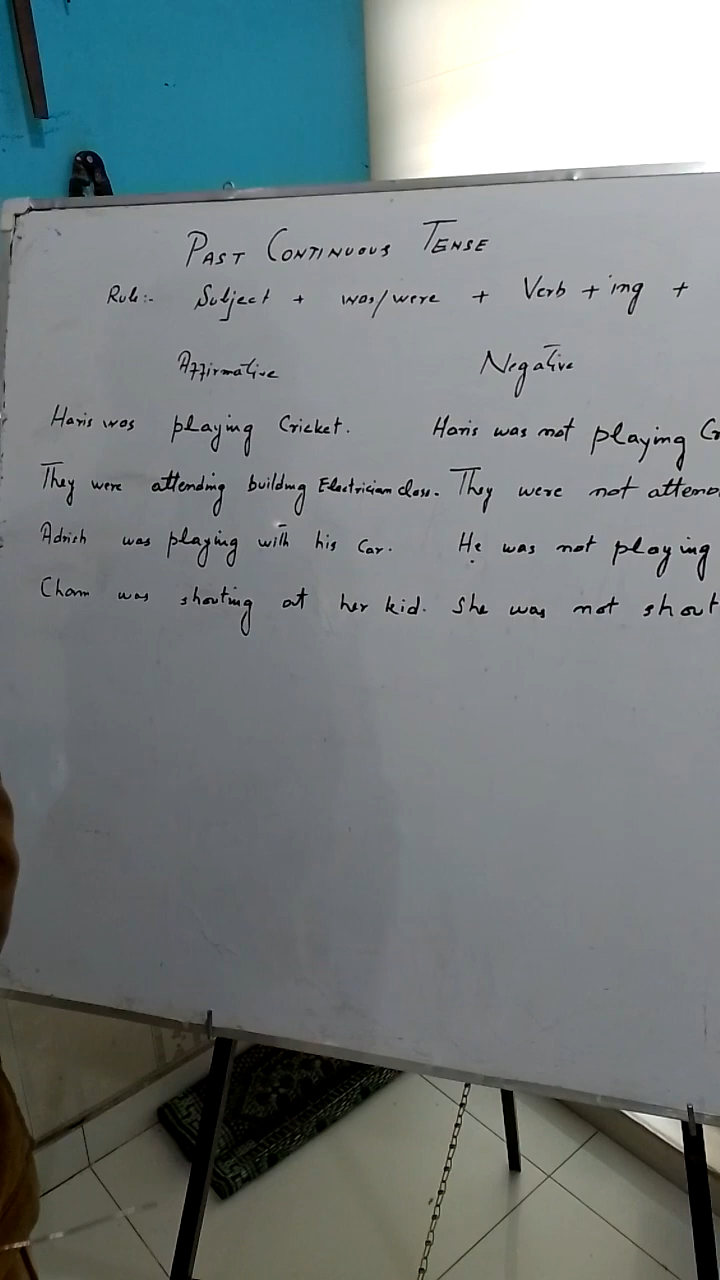 PAST CONTINUOUS TENSE
Rule:- Subject + was/were + Verb + ing +
Affirmative Negative
Haris was playing Cricket. Haris was not playing
They were attending building Electrician class. They were not
Adrish was playing with his Car. He was not playing
Cham was shouting at her kid. She was not